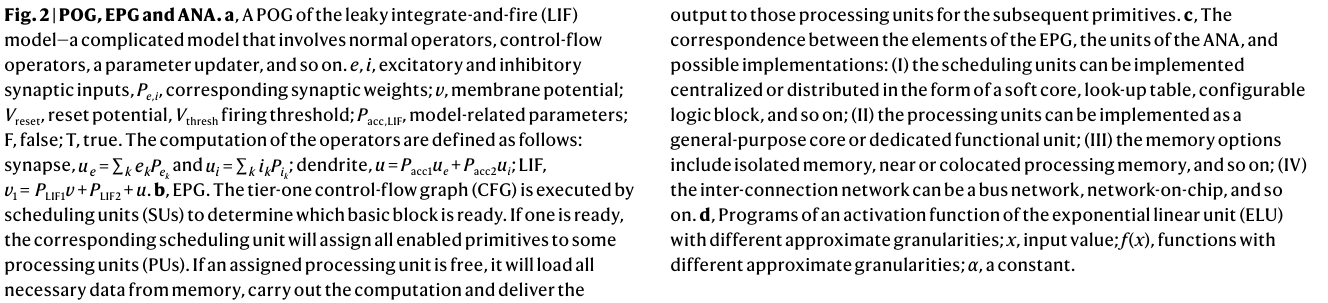 Fig. 2 | POG, EPG and ANA. a, A POG of the leaky integrate-and-fire (LIF)
model—a complicated model that involves normal operators, control-flow
operators, a parameter updater, and so on. e, i, excitatory and inhibitory
synaptic inputs, P_{e,i}, corresponding synaptic weights; v, membrane potential;
V_{reset}, reset potential, V_{thresh} firing threshold; P_{acc,LIF}, model-related parameters;
F, false; T, true. The computation of the operators are defined as follows:
synapse, u_e = ∑_k e_k P_{e_k} and u_i = ∑_k i_k P_{i_k}; dendrite, u = P_{acc1}u_e + P_{acc2}u_i; LIF,
v_1 = P_{LIF1}v + P_{LIF2} + u. b, EPG. The tier-one control-flow graph (CFG) is executed by
scheduling units (SUs) to determine which basic block is ready. If one is ready,
the corresponding scheduling unit will assign all enabled primitives to some
processing units (PUs). If an assigned processing unit is free, it will load all
necessary data from memory, carry out the computation and deliver the
output to those processing units for the subsequent primitives. c, The
correspondence between the elements of the EPG, the units of the ANA, and
possible implementations: (I) the scheduling units can be implemented
centralized or distributed in the form of a soft core, look-up table, configurable
logic block, and so on; (II) the processing units can be implemented as a
general-purpose core or dedicated functional unit; (III) the memory options
include isolated memory, near or colocated processing memory, and so on; (IV)
the inter-connection network can be a bus network, network-on-chip, and so
on. d, Programs of an activation function of the exponential linear unit (ELU)
with different approximate granularities; x, input value; f(x), functions with
different approximate granularities; α, a constant.